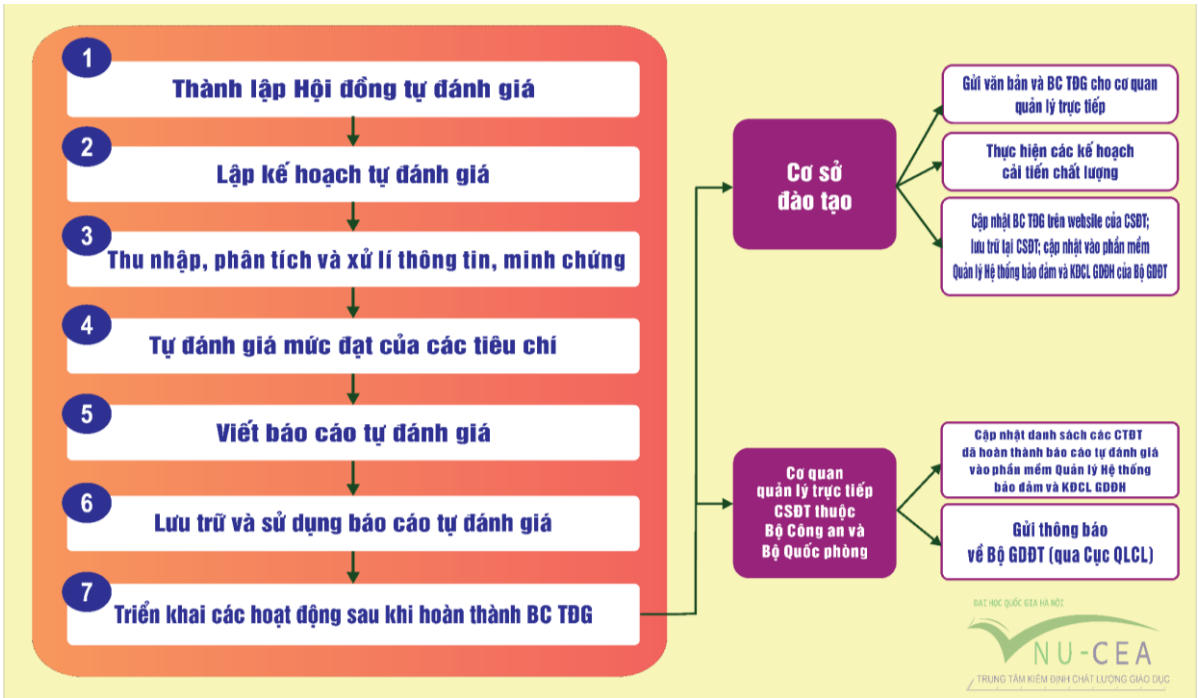 1
Thành lập Hội đồng tự đánh giá
2
Lập kế hoạch tự đánh giá
3
Thu nhập, phân tích và xử lí thông tin, minh chứng
4
Tự đánh giá mức đạt của các tiêu chí
5
Viết báo cáo tự đánh giá
6
Lưu trữ và sử dụng báo cáo tự đánh giá
7
Triển khai các hoạt động sau khi hoàn thành BC TĐG
Cơ sở
đào tạo
Gửi văn bản và BC TĐG cho cơ quan
quản lý trực tiếp
Thực hiện các kế hoạch
cải tiến chất lượng
Cập nhật BC TĐG trên website của CSĐT;
lưu trữ lại CSĐT; cập nhật vào phần mềm
Quản lý Hệ thống bảo đảm và KĐCL GDĐH của Bộ GDĐT
Cơ quan
quản lý trực tiếp
CSĐT thuộc
Bộ Công an và
Bộ Quốc phòng
Cập nhật danh sách các CTĐT
đã hoàn thành báo cáo tự đánh giá
vào phần mềm Quản lý Hệ thống
bảo đảm và KĐCL GDĐH
Gửi thông báo
về Bộ GDĐT (qua Cục QLCL)
ĐẠI HỌC QUỐC GIA HÀ NỘI
VNU-CEA
TRUNG TÂM KIỂM ĐỊNH CHẤT LƯỢNG GIÁO DỤC